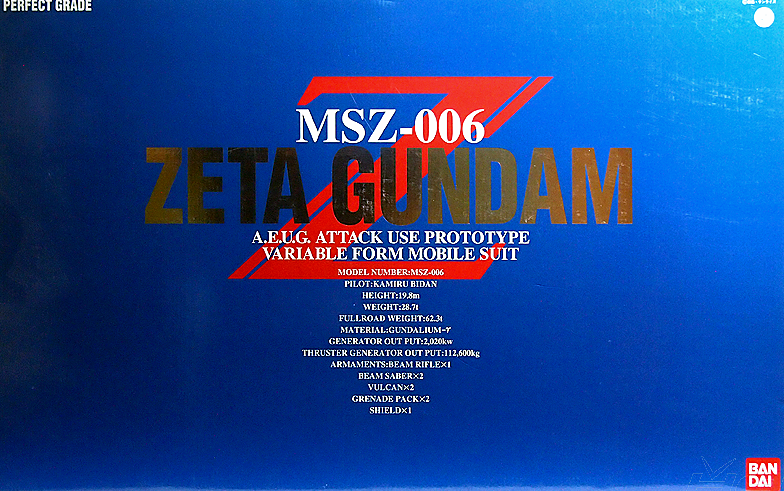 PERFECT GRADE
MSZ-006
ZETA GUNDAM
A.E.U.G. ATTACK USE PROTOTYPE
VARIABLE FORM MOBILE SUIT
MODEL NUMBER:MSZ-006
PILOT:KAMIRU BIDAN
HEIGHT:19.8m
WEIGHT:28.7t
FULLROAD WEIGHT:62.3t
MATERIAL:GUNDALIUM-γ
GENERATOR OUT PUT:2,020kw
THRUSTER GENERATOR OUT PUT:112,600kg
ARMAMENTS:BEAM RIFLE×1
BEAM SABER×2
VULCAN×2
GRENADE PACK×2
SHIELD×1
BAN
DAI